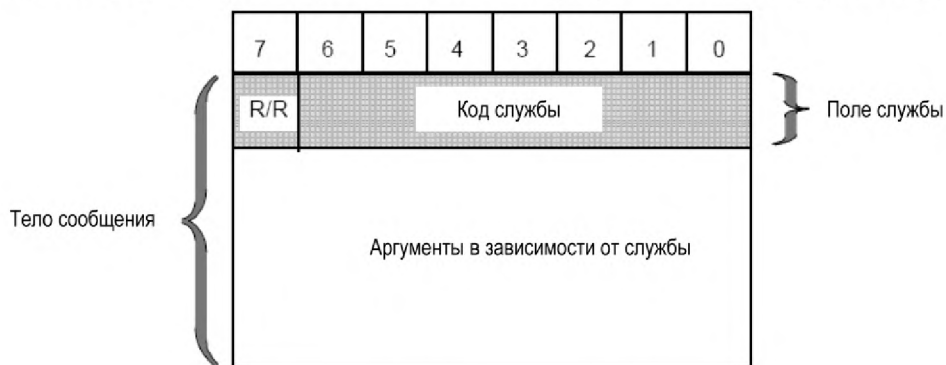 7 6 5 4 3 2 1 0
R/R Код службы Поле службы
Тело сообщения
Аргументы в зависимости от службы